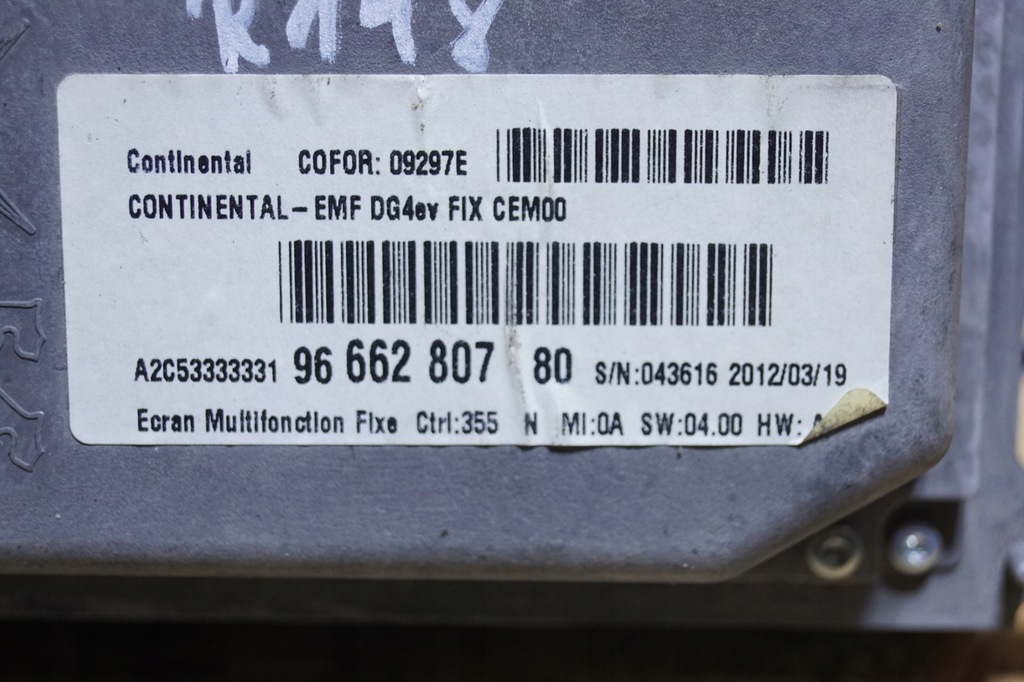 R148
Continental COFOR: 09297E
CONTINENTAL-EMF DG4ev FIX CEM00
A2C53333331 96 662 807 80 S/N:043616 2012/03/19
Ecran Multifonction Fixe Ctrl:355 N MI:0A SW:04.00 HW: